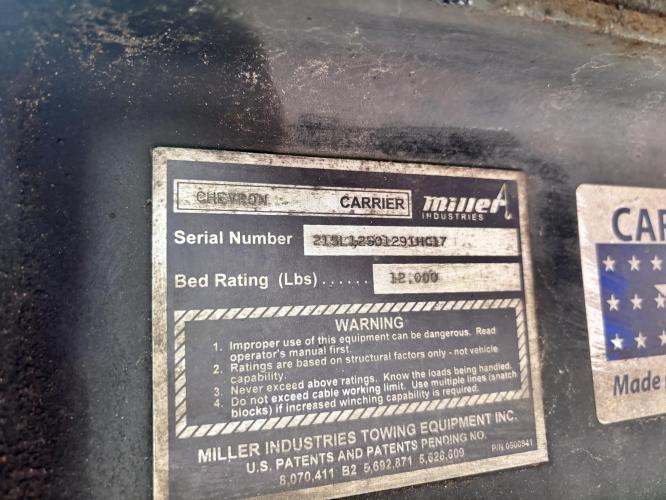 CHEVRON CARRIER miller INDUSTRIES
Serial Number 215L12501291HC17
Bed Rating (Lbs) ...... 12,000
WARNING
1. Improper use of this equipment can be dangerous. Read
operator's manual first.
2. Ratings are based on structural factors only - not vehicle
capability.
3. Never exceed above ratings. Know the loads being handled.
4. Do not exceed cable working limit. Use multiple lines (snatch
blocks) if increased winching capability is required.
MILLER INDUSTRIES TOWING EQUIPMENT INC.
U.S. PATENTS AND PATENTS PENDING NO.
6,070,411 B2 5,692,871 5,628,609 P/N 0500941
CAR
Made